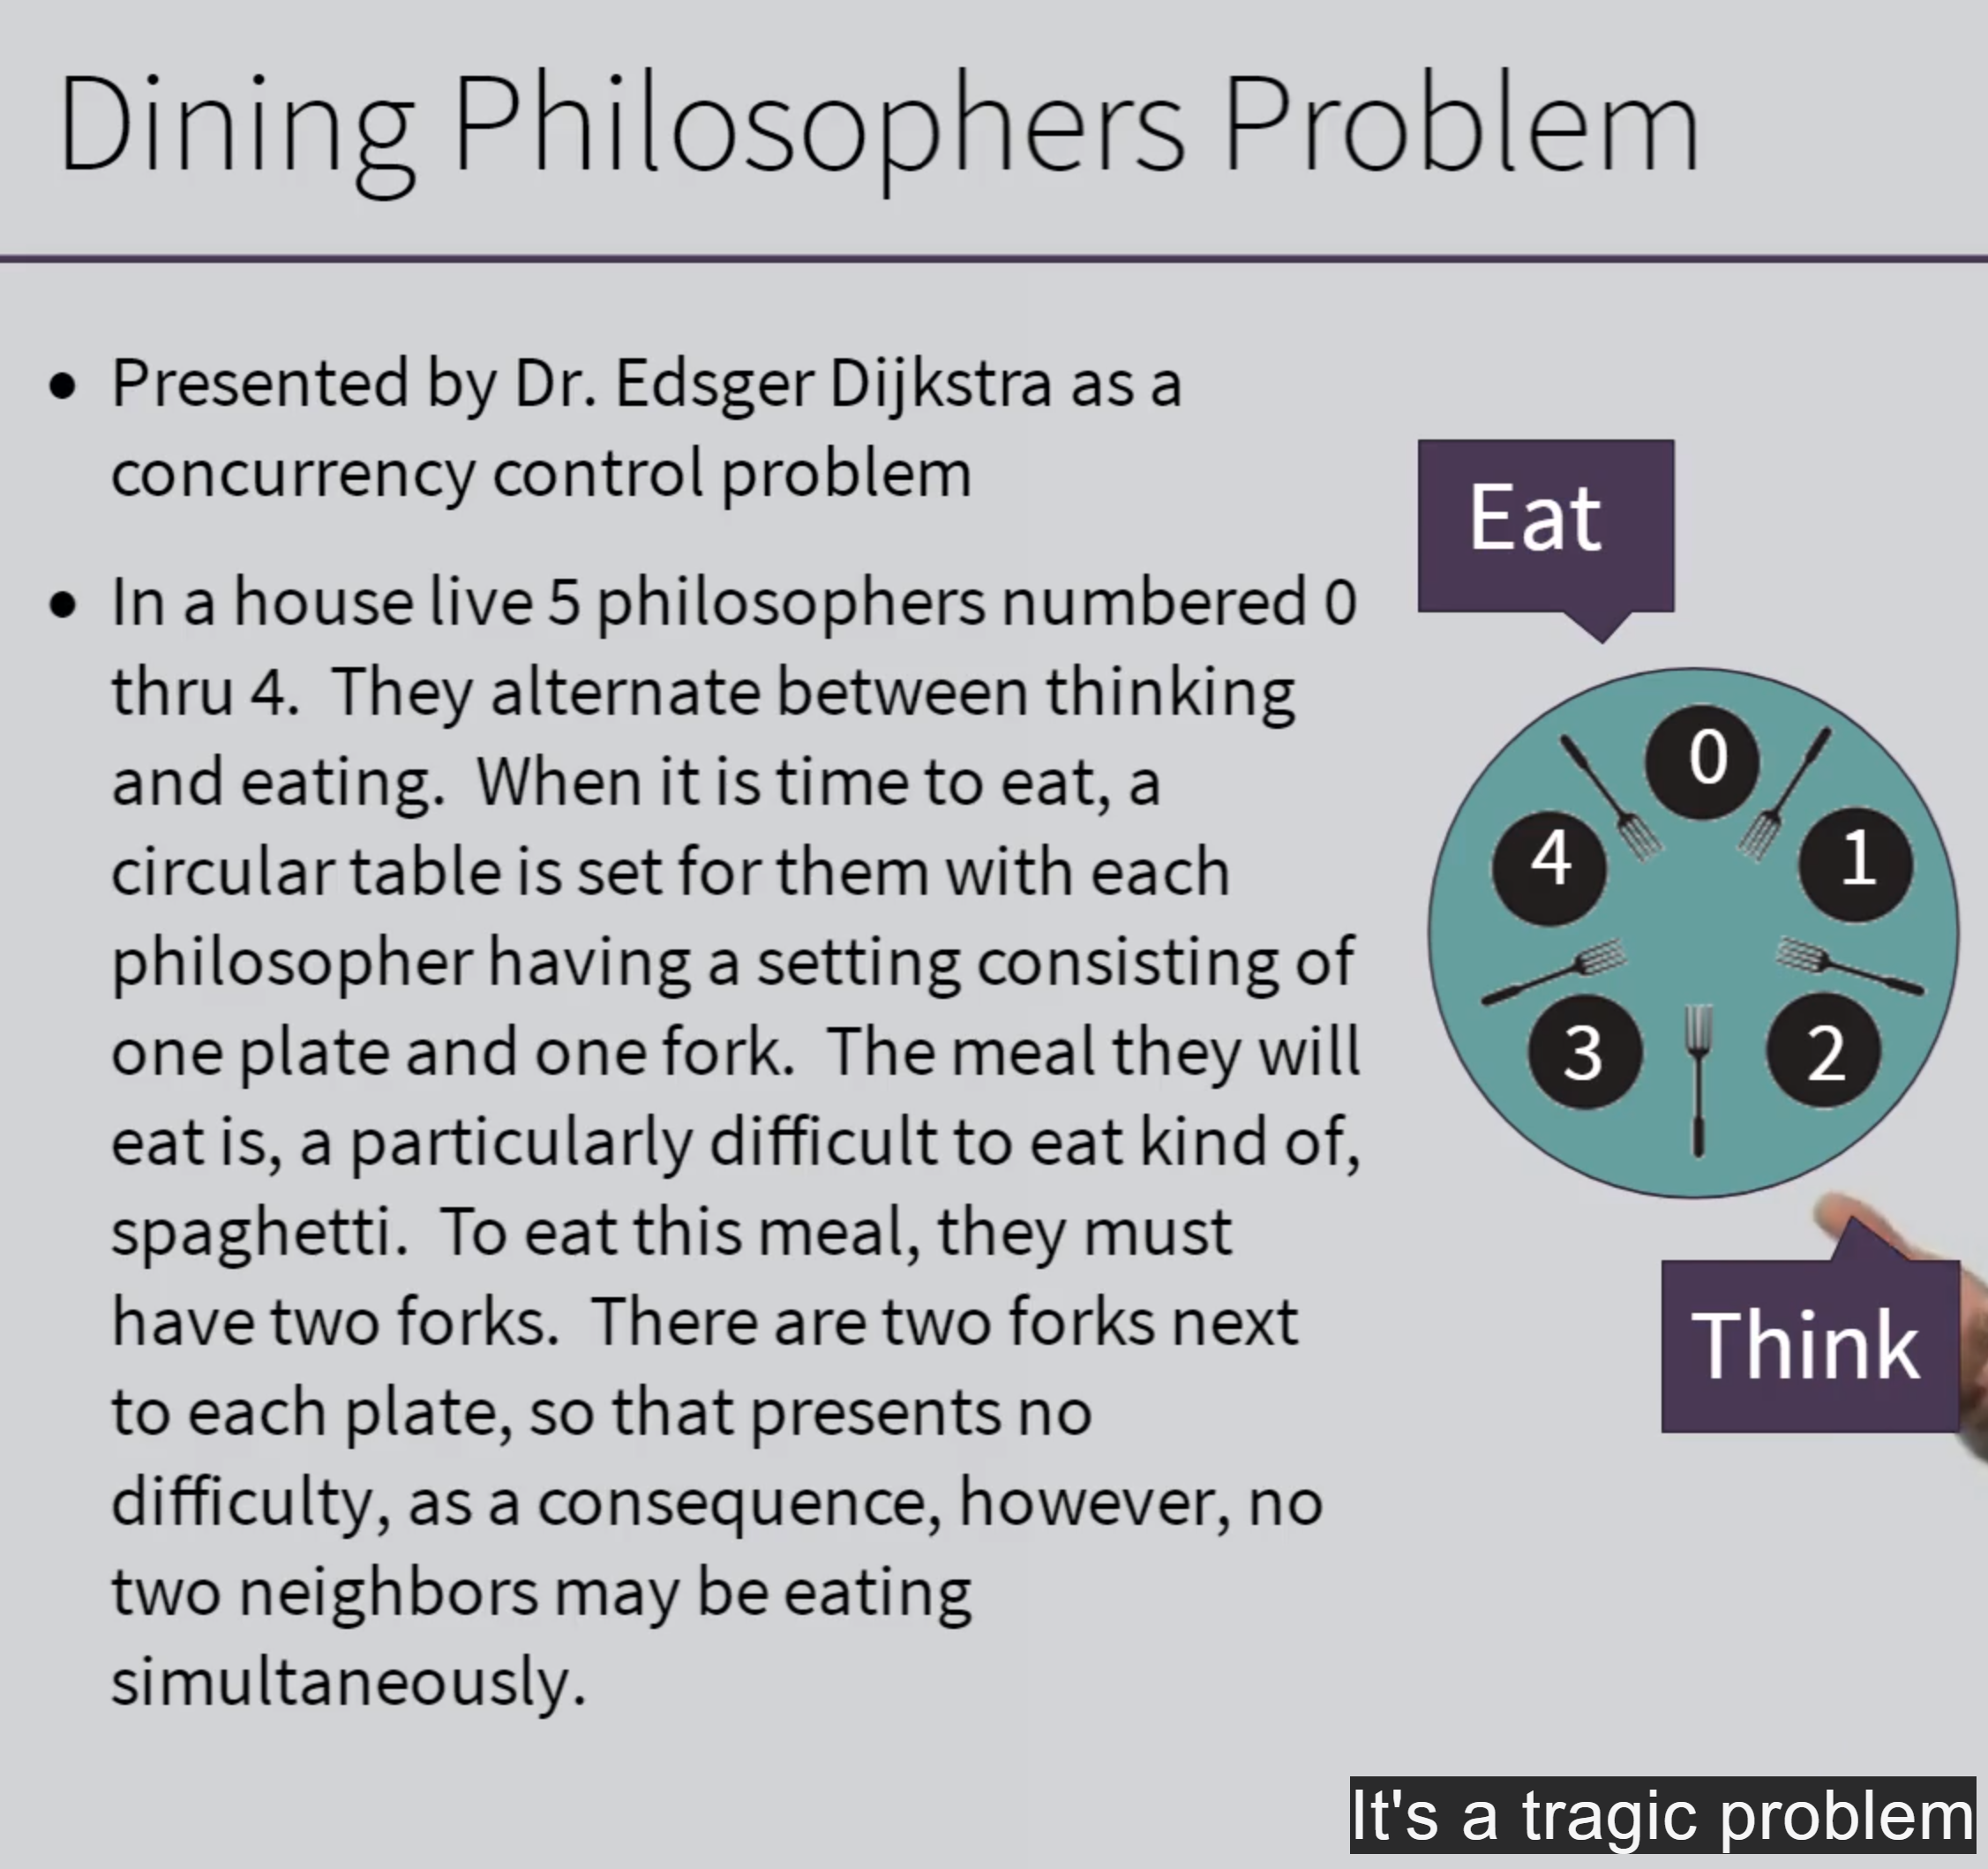 Dining Philosophers Problem
• Presented by Dr. Edsger Dijkstra as a
concurrency control problem
• In a house live 5 philosophers numbered 0
thru 4.  They alternate between thinking
and eating.  When it is time to eat, a
circular table is set for them with each
philosopher having a setting consisting of
one plate and one fork.  The meal they will
eat is, a particularly difficult to eat kind of,
spaghetti.  To eat this meal, they must
have two forks.  There are two forks next
to each plate, so that presents no
difficulty, as a consequence, however, no
two neighbors may be eating
simultaneously.
Eat
0
4
1
3
2
Think
It's a tragic problem